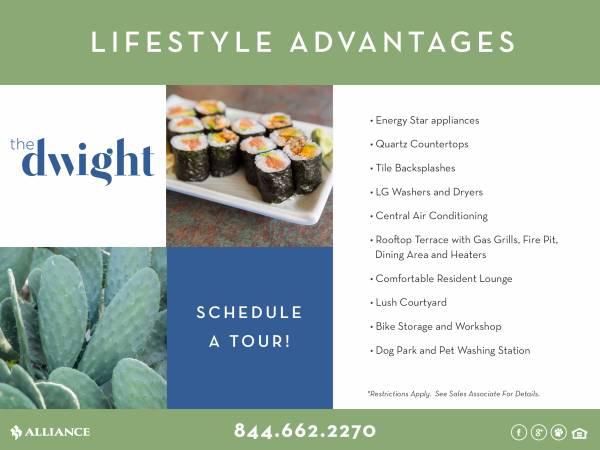 LIFESTYLE ADVANTAGES
the
dwight
SCHEDULE
A TOUR!
• Energy Star appliances
• Quartz Countertops
• Tile Backsplashes
• LG Washers and Dryers
• Central Air Conditioning
• Rooftop Terrace with Gas Grills, Fire Pit,
Dining Area and Heaters
• Comfortable Resident Lounge
• Lush Courtyard
• Bike Storage and Workshop
• Dog Park and Pet Washing Station
*Restrictions Apply. See Sales Associate For Details.
ALLIANCE
844.662.2270